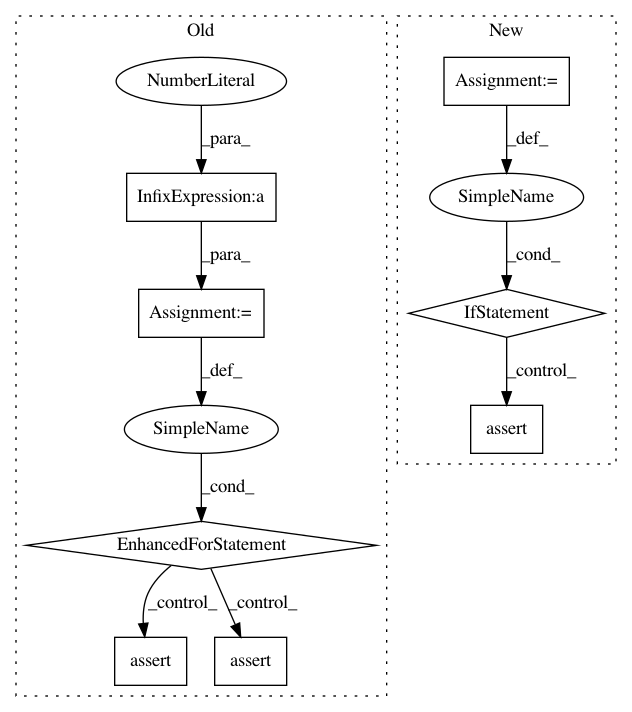 Old
NumberLiteral
_para_
InfixExpression:a
_para_
Assignment:=
_def_
SimpleName
_cond_
EnhancedForStatement
_control_
_control_
assert
assert
New
Assignment:=
_def_
SimpleName
_cond_
IfStatement
_control_
assert